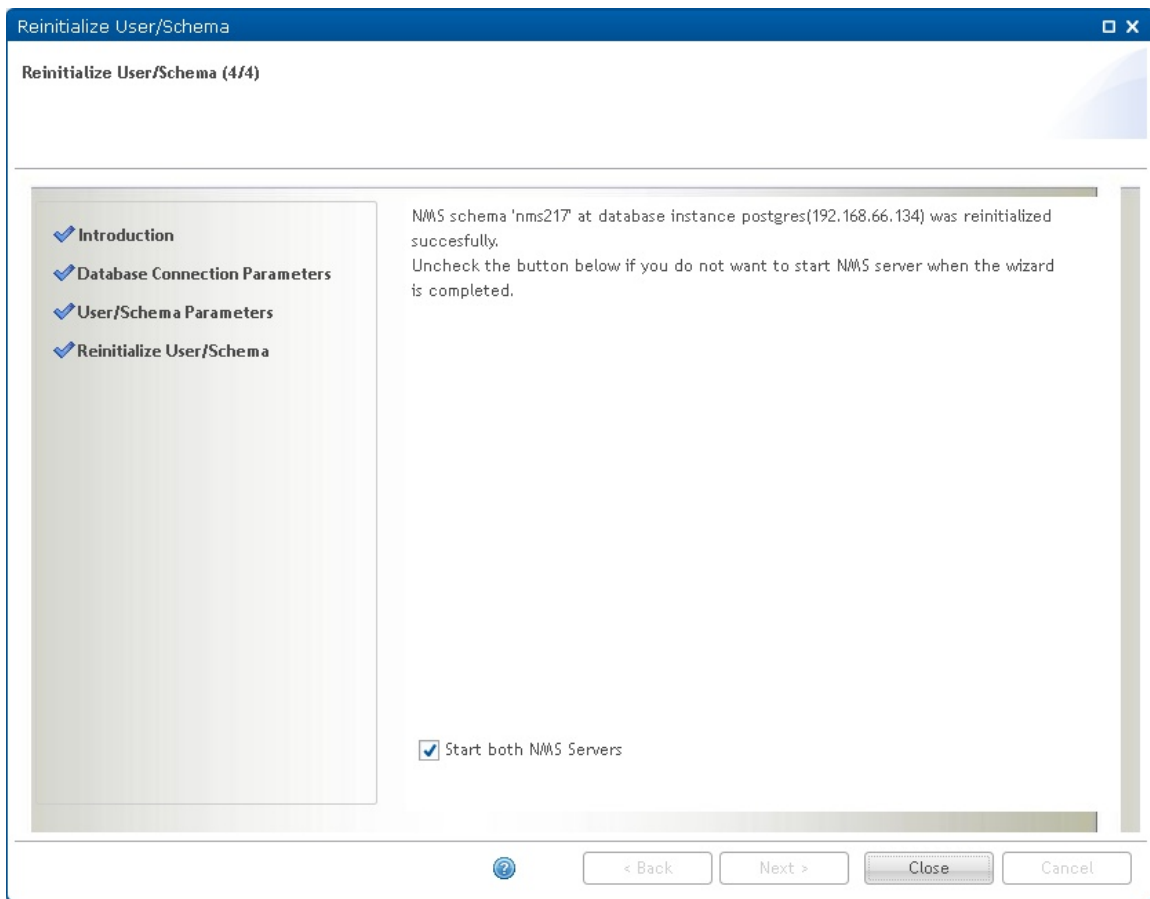 Reinitialize User/Schema
Reinitialize User/Schema (4/4)
Introduction
Database Connection Parameters
User/Schema Parameters
Reinitialize User/Schema
NMS schema 'nms217' at database instance postgres(192.168.66.134) was reinitialized
succesfully.
Uncheck the button below if you do not want to start NMS server when the wizard
is completed.
Start both NMS Servers
?
< Back
Next >
Close
Cancel